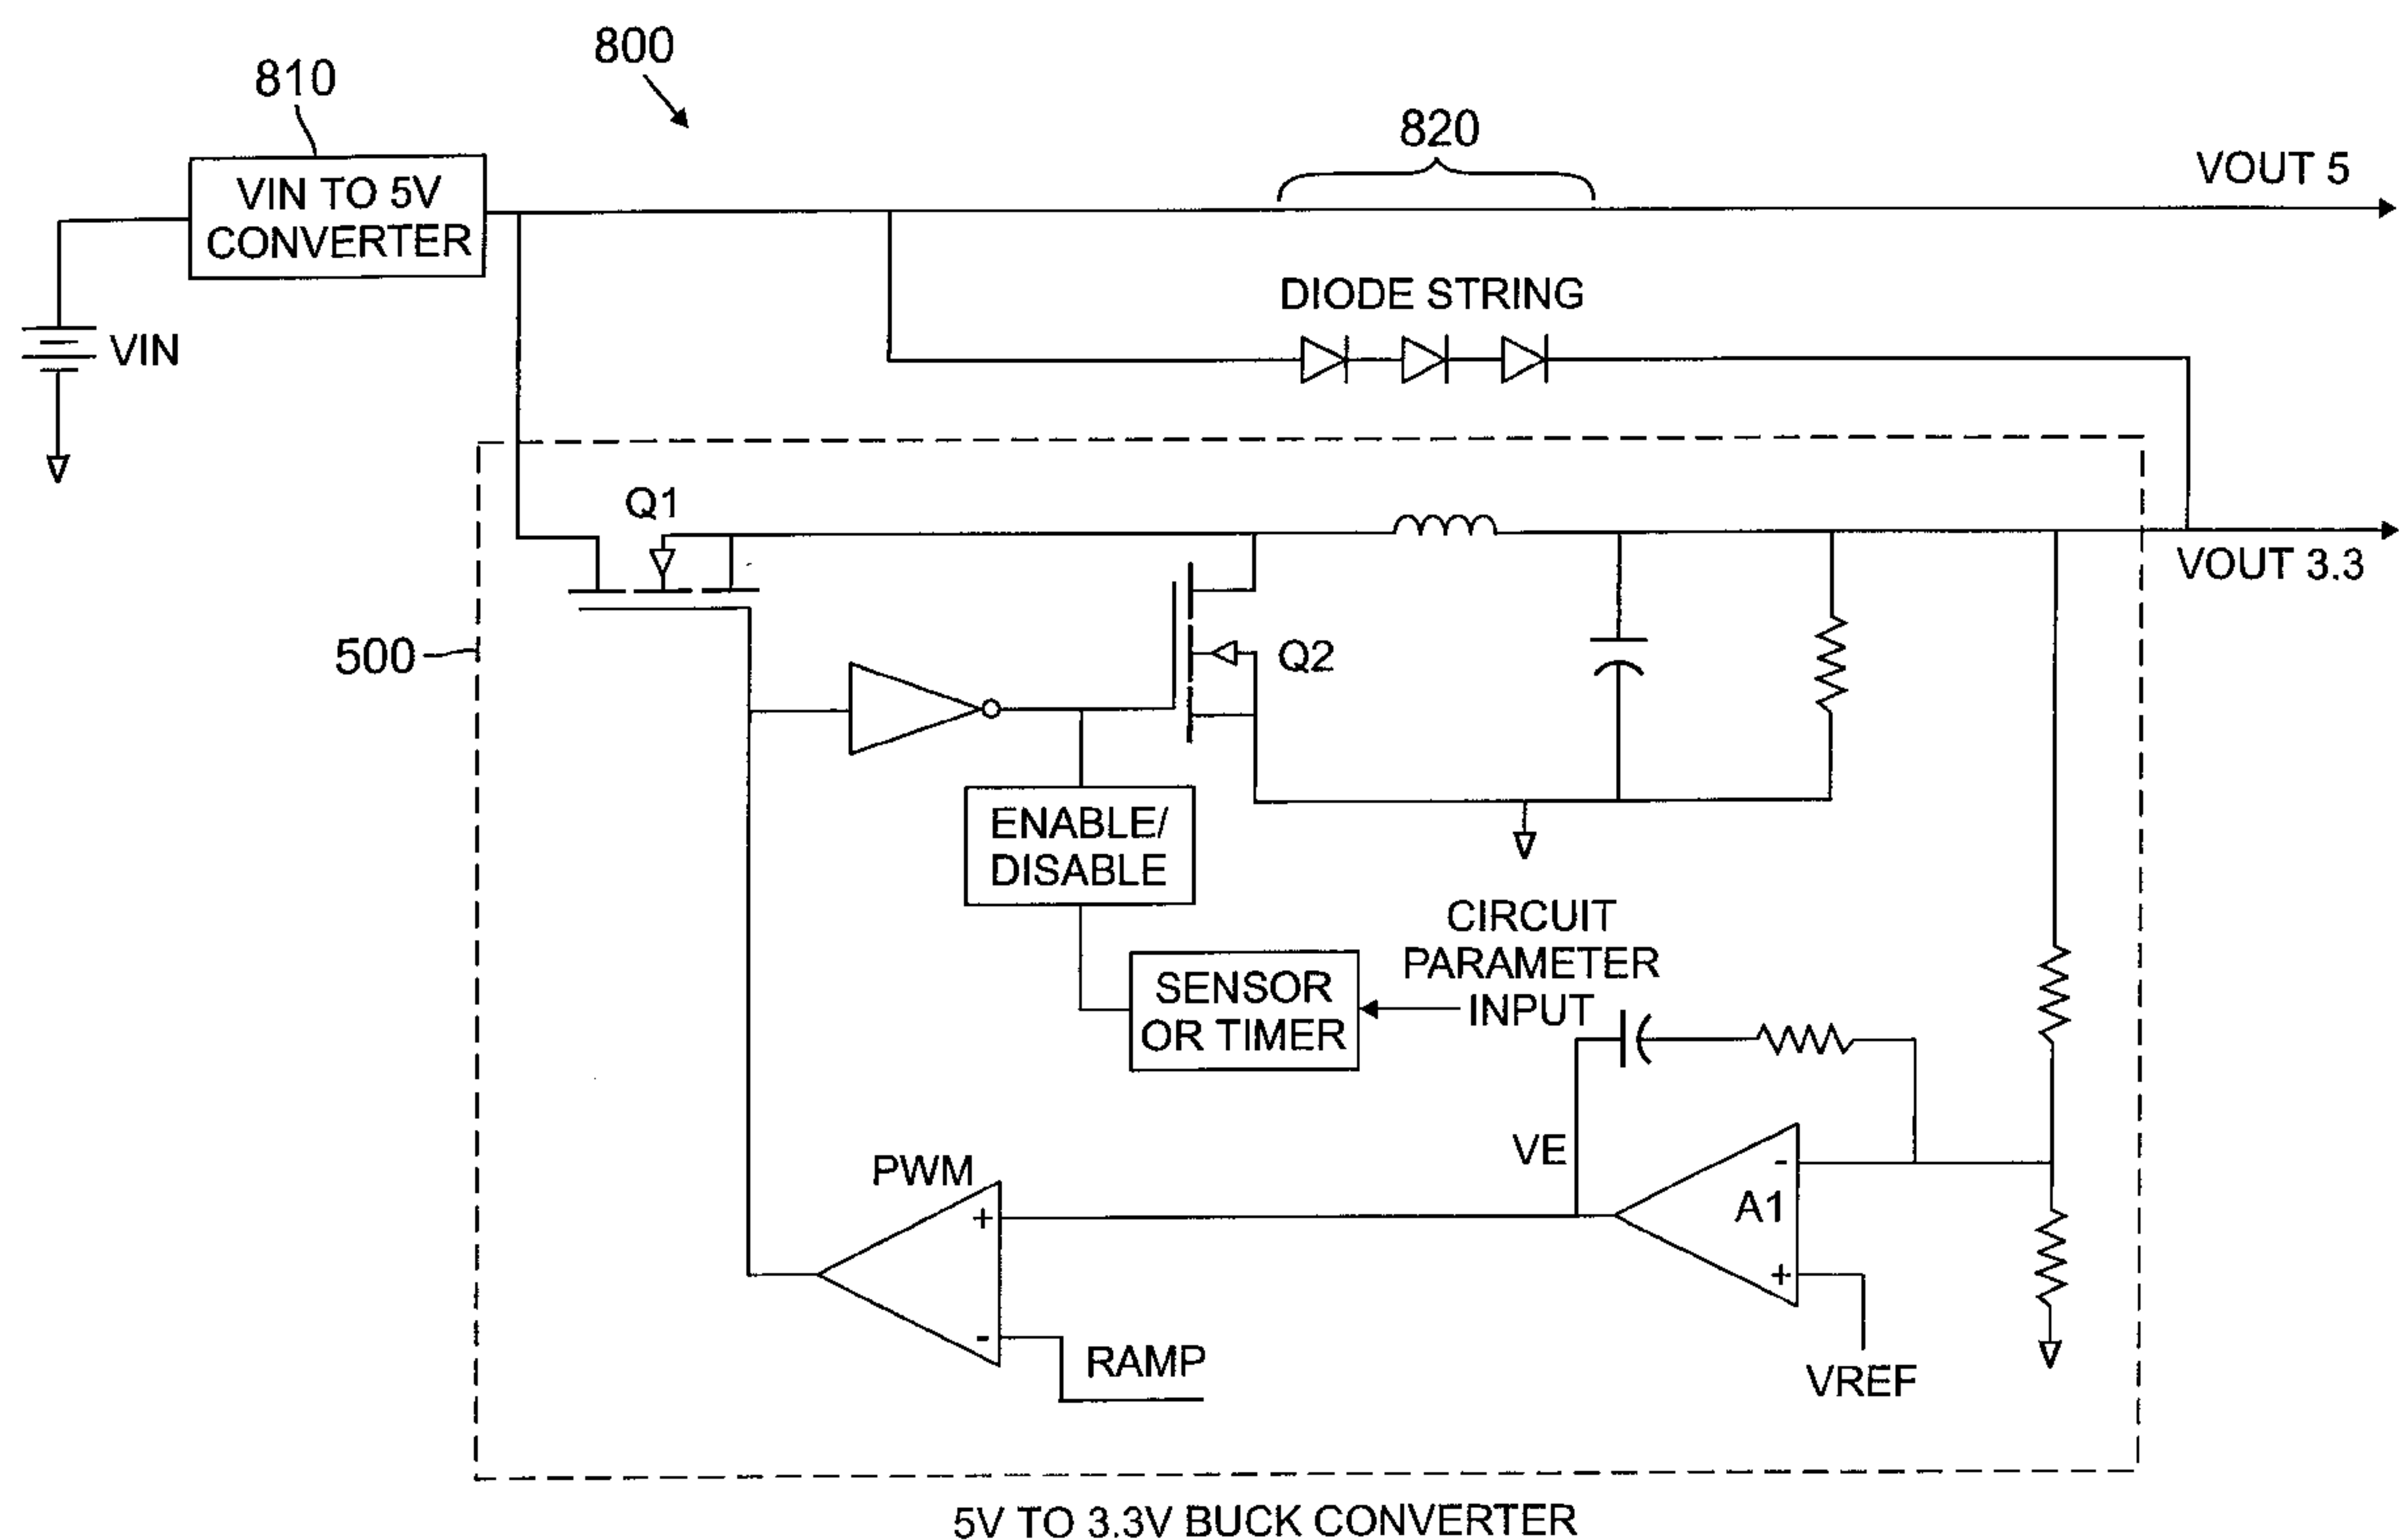 800
810
820
VOUT 5
VIN TO 5V
CONVERTER
DIODE STRING
VIN
Q1
VOUT 3.3
500
Q2
ENABLE/
DISABLE
CIRCUIT
PARAMETER
INPUT
SENSOR
OR TIMER
VE
PWM
-
A1
+
+
-
RAMP
VREF
5V TO 3.3V BUCK CONVERTER